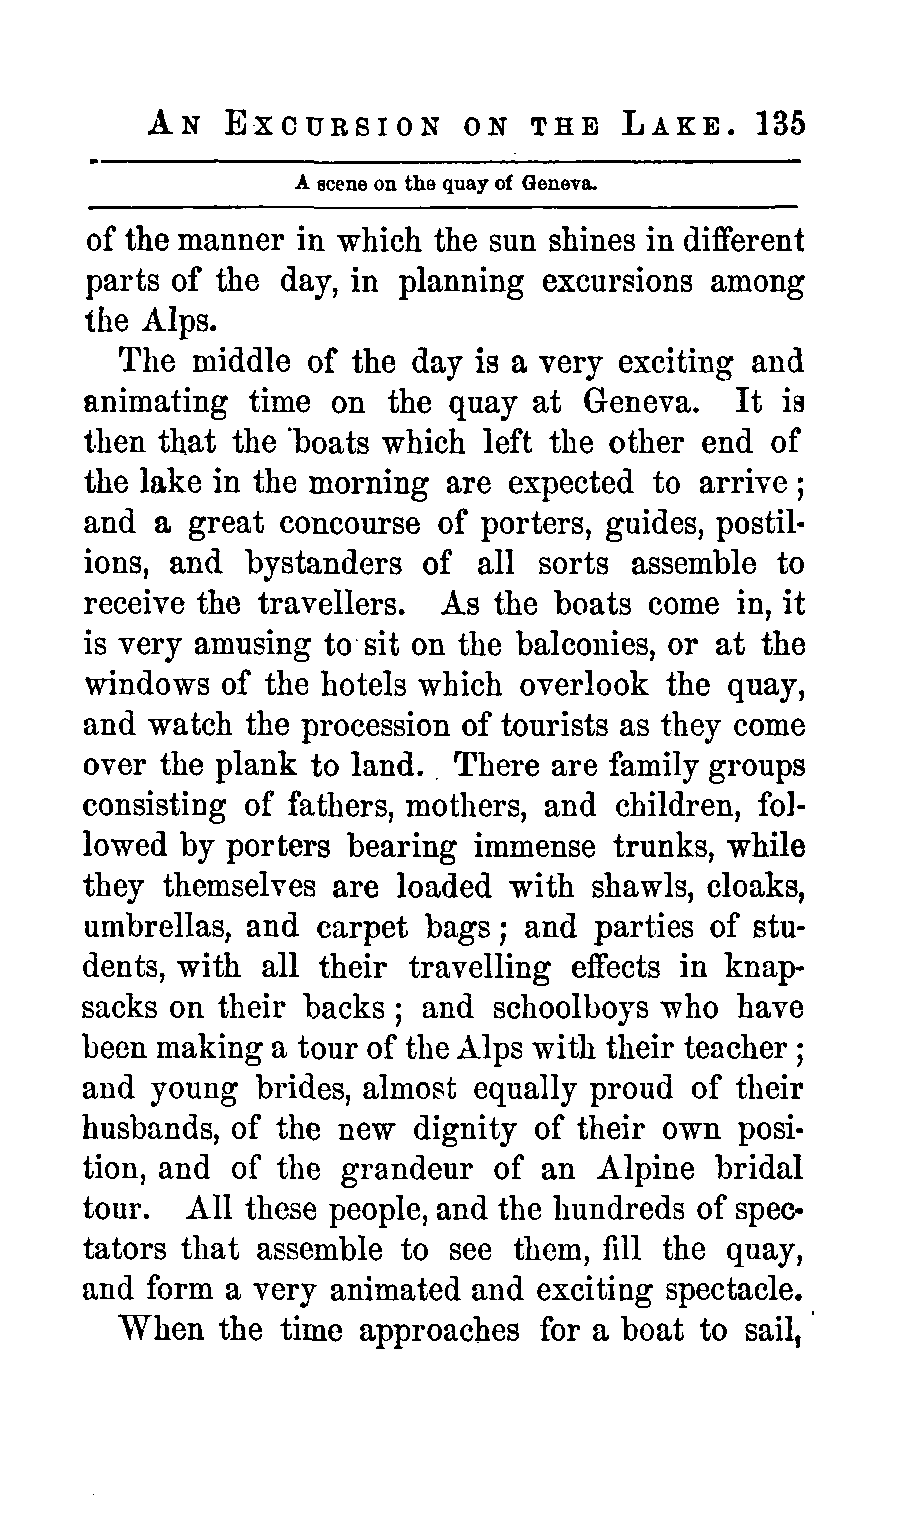 An Excursion on the Lake. 135
A scene on the quay of Geneva.
of the manner in which the sun shines in different
parts of the day, in planning excursions among
the Alps.
The middle of the day is a very exciting and
animating time on the quay at Geneva. It is
then that the boats which left the other end of
the lake in the morning are expected to arrive ;
and a great concourse of porters, guides, postil-
ions, and bystanders of all sorts assemble to
receive the travellers. As the boats come in, it
is very amusing to sit on the balconies, or at the
windows of the hotels which overlook the quay,
and watch the procession of tourists as they come
over the plank to land. There are family groups
consisting of fathers, mothers, and children, fol-
lowed by porters bearing immense trunks, while
they themselves are loaded with shawls, cloaks,
umbrellas, and carpet bags ; and parties of stu-
dents, with all their travelling effects in knap-
sacks on their backs ; and schoolboys who have
been making a tour of the Alps with their teacher ;
and young brides, almost equally proud of their
husbands, of the new dignity of their own posi-
tion, and of the grandeur of an Alpine bridal
tour. All these people, and the hundreds of spec-
tators that assemble to see them, fill the quay,
and form a very animated and exciting spectacle.
When the time approaches for a boat to sail,